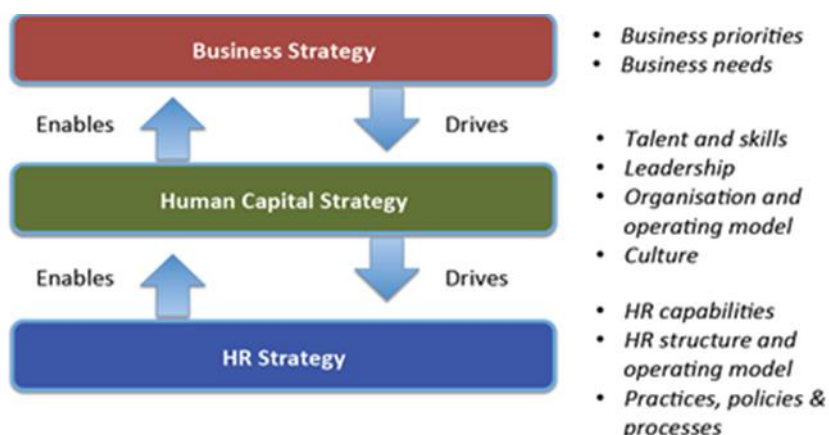 Business Strategy
Enables
Drives
Human Capital Strategy
Enables
Drives
HR Strategy
• Business priorities
• Business needs
• Talent and skills
• Leadership
• Organisation and
operating model
• Culture
• HR capabilities
• HR structure and
operating model
• Practices, policies &
processes